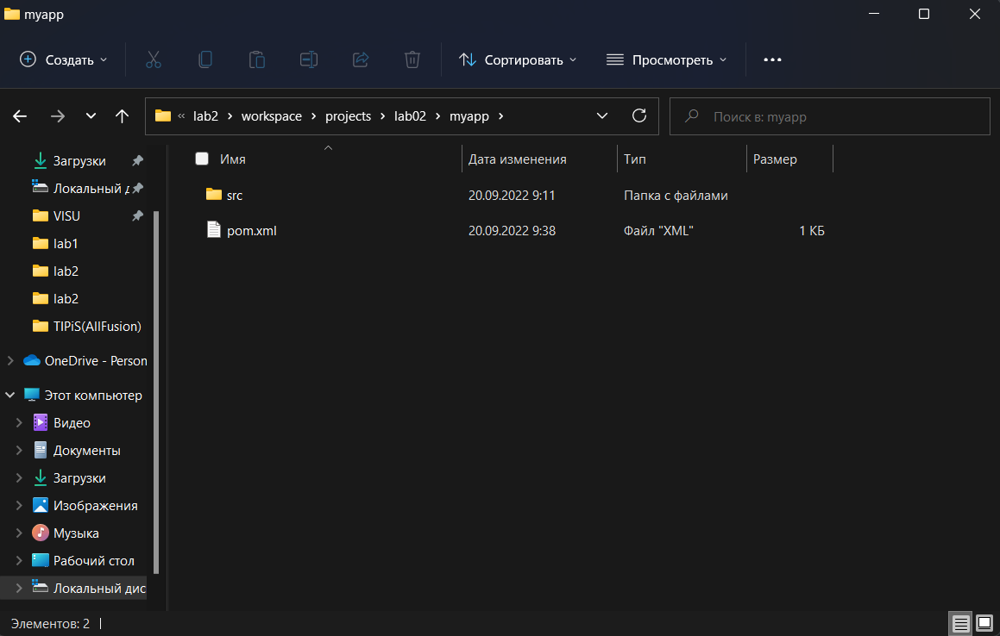 myapp
Создать
Сортировать
Просмотреть
« lab2 › workspace › projects › lab02 › myapp ›
Поиск в: myapp
Имя Дата изменения Тип Размер
src 20.09.2022 9:11 Папка с файлами
pom.xml 20.09.2022 9:38 Файл "XML" 1 КБ
Загрузки
Локальный д
VISU
lab1
lab2
lab2
TIPiS(AllFusion)
OneDrive - Person
Этот компьютер
Видео
Документы
Загрузки
Изображения
Музыка
Рабочий стол
Локальный дис
Элементов: 2